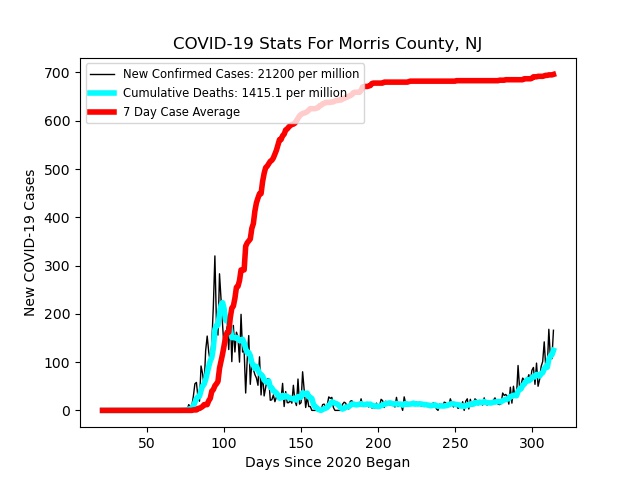 COVID-19 Stats For Morris County, NJ
New Confirmed Cases: 21200 per million
Cumulative Deaths: 1415.1 per million
7 Day Case Average
700
600
500
400
300
200
100
0
New COVID-19 Cases
50 100 150 200 250 300
Days Since 2020 Began